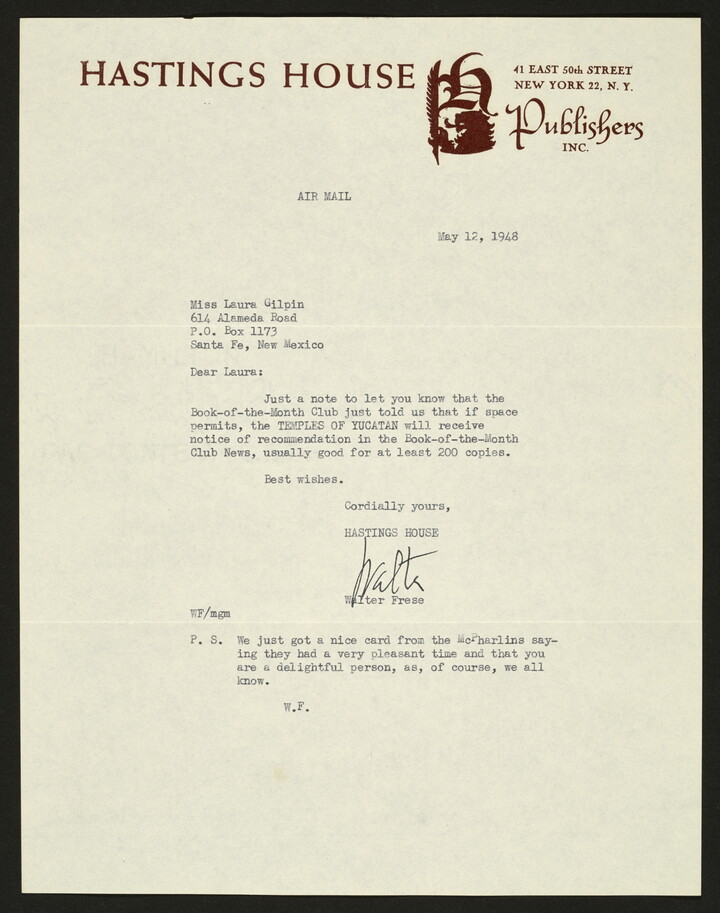 HASTINGS HOUSE
41 EAST 50th STREET
NEW YORK 22, N. Y.
Publishers
INC.
AIR MAIL
May 12, 1948
Miss Laura Gilpin
614 Alameda Road
P.O. Box 1173
Santa Fe, New Mexico
Dear Laura:
Just a note to let you know that the
Book-of-the-Month Club just told us that if space
permits, the TEMPLES OF YUCATAN will receive
notice of recommendation in the Book-of-the-Month
Club News, usually good for at least 200 copies.
Best wishes.
Cordially yours,
HASTINGS HOUSE
Walter
Walter Frese
WF/mgm
P. S. We just got a nice card from the McPharlins say-
ing they had a very pleasant time and that you
are a delightful person, as, of course, we all
know.
W.F.